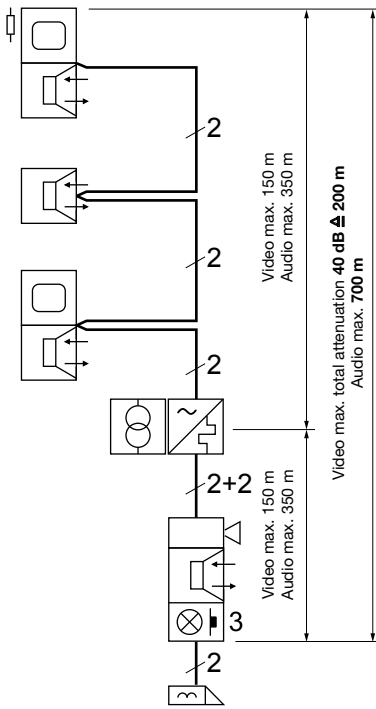 2
2
2
2+2
3
2
Video max. 150 m
Audio max. 350 m
Video max. 150 m
Audio max. 350 m
Video max. total attenuation 40 dB ≙ 200 m
Audio max. 700 m